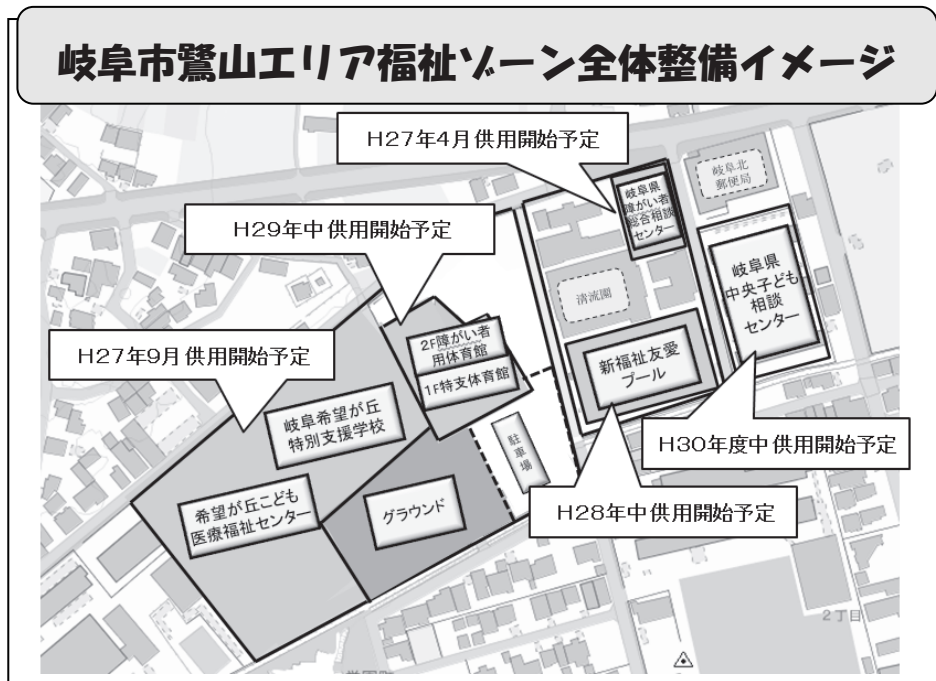 岐阜市鷺山エリア福祉ゾーン全体整備イメージ
H27年4月供用開始予定
岐阜北
郵便局
岐阜県
障がい者
総合相談
センター
H29年中供用開始予定
岐阜県
中央子ども
相談
センター
清流園
2F障がい者
用体育館
1F特支体育館
H27年9月供用開始予定
新福祉友愛
プール
岐阜希望が丘
特別支援学校
駐車場
H30年度中供用開始予定
希望が丘こども
医療福祉センター
グラウンド
H28年中供用開始予定
2丁目